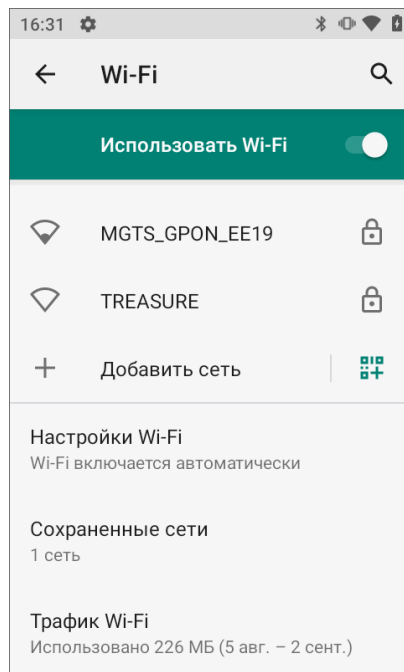 16:31
Wi-Fi
Использовать Wi-Fi
MGTS_GPON_EE19
TREASURE
Добавить сеть
Настройки Wi-Fi
Wi-Fi включается автоматически
Сохраненные сети
1 сеть
Трафик Wi-Fi
Использовано 226 МБ (5 авг. – 2 сент.)